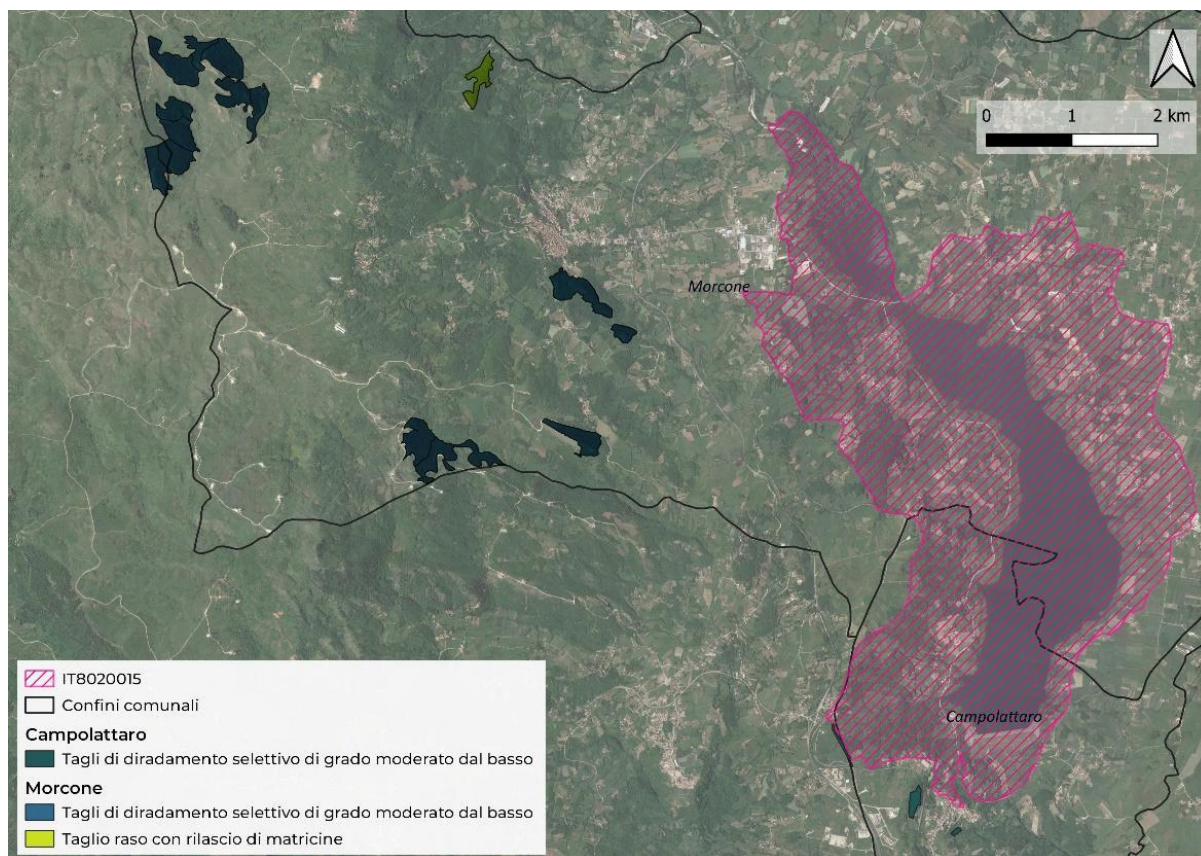 0 1 2 km
Morcone
Campolattaro
IT8020015
Confini comunali
Campolattaro
Tagli di diradamento selettivo di grado moderato dal basso
Morcone
Tagli di diradamento selettivo di grado moderato dal basso
Taglio raso con rilascio di matricine